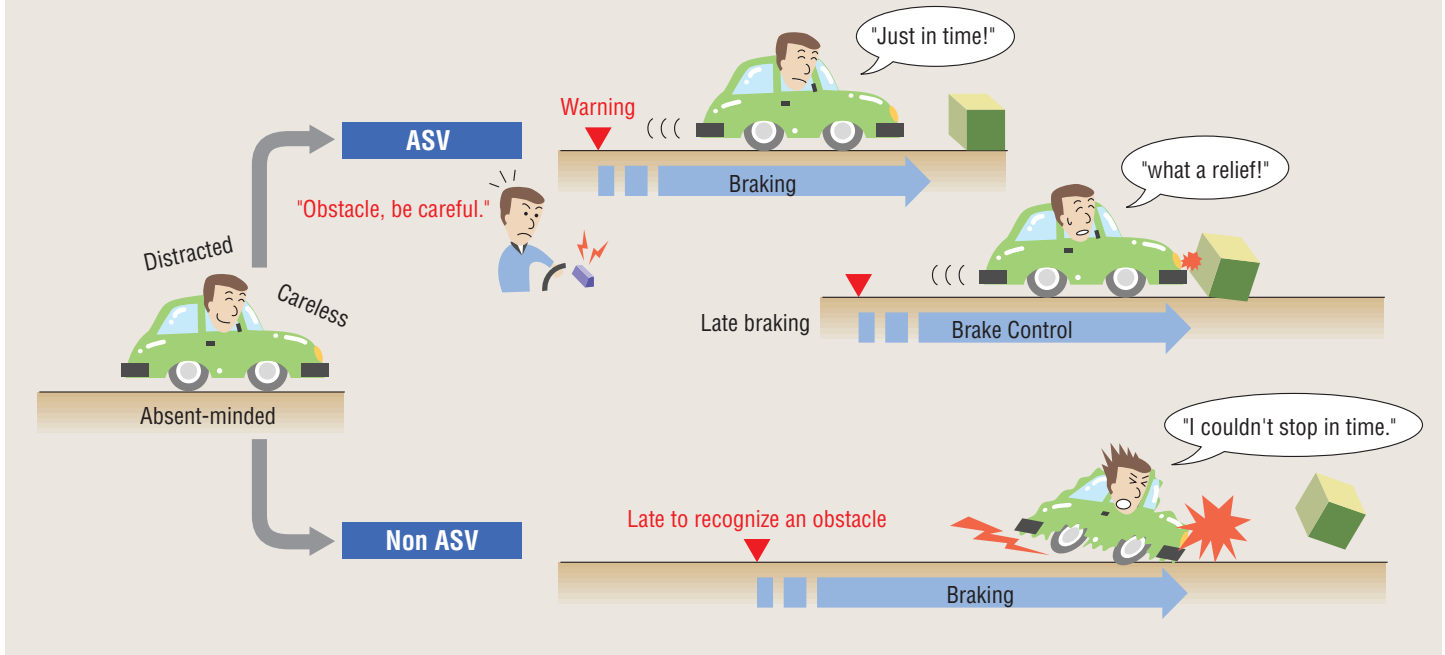 Distracted
Careless
Absent-minded
ASV
"Obstacle, be careful."
Warning
"Just in time!"
Braking
"what a relief!"
Late braking
Brake Control
Non ASV
Late to recognize an obstacle
"I couldn't stop in time."
Braking